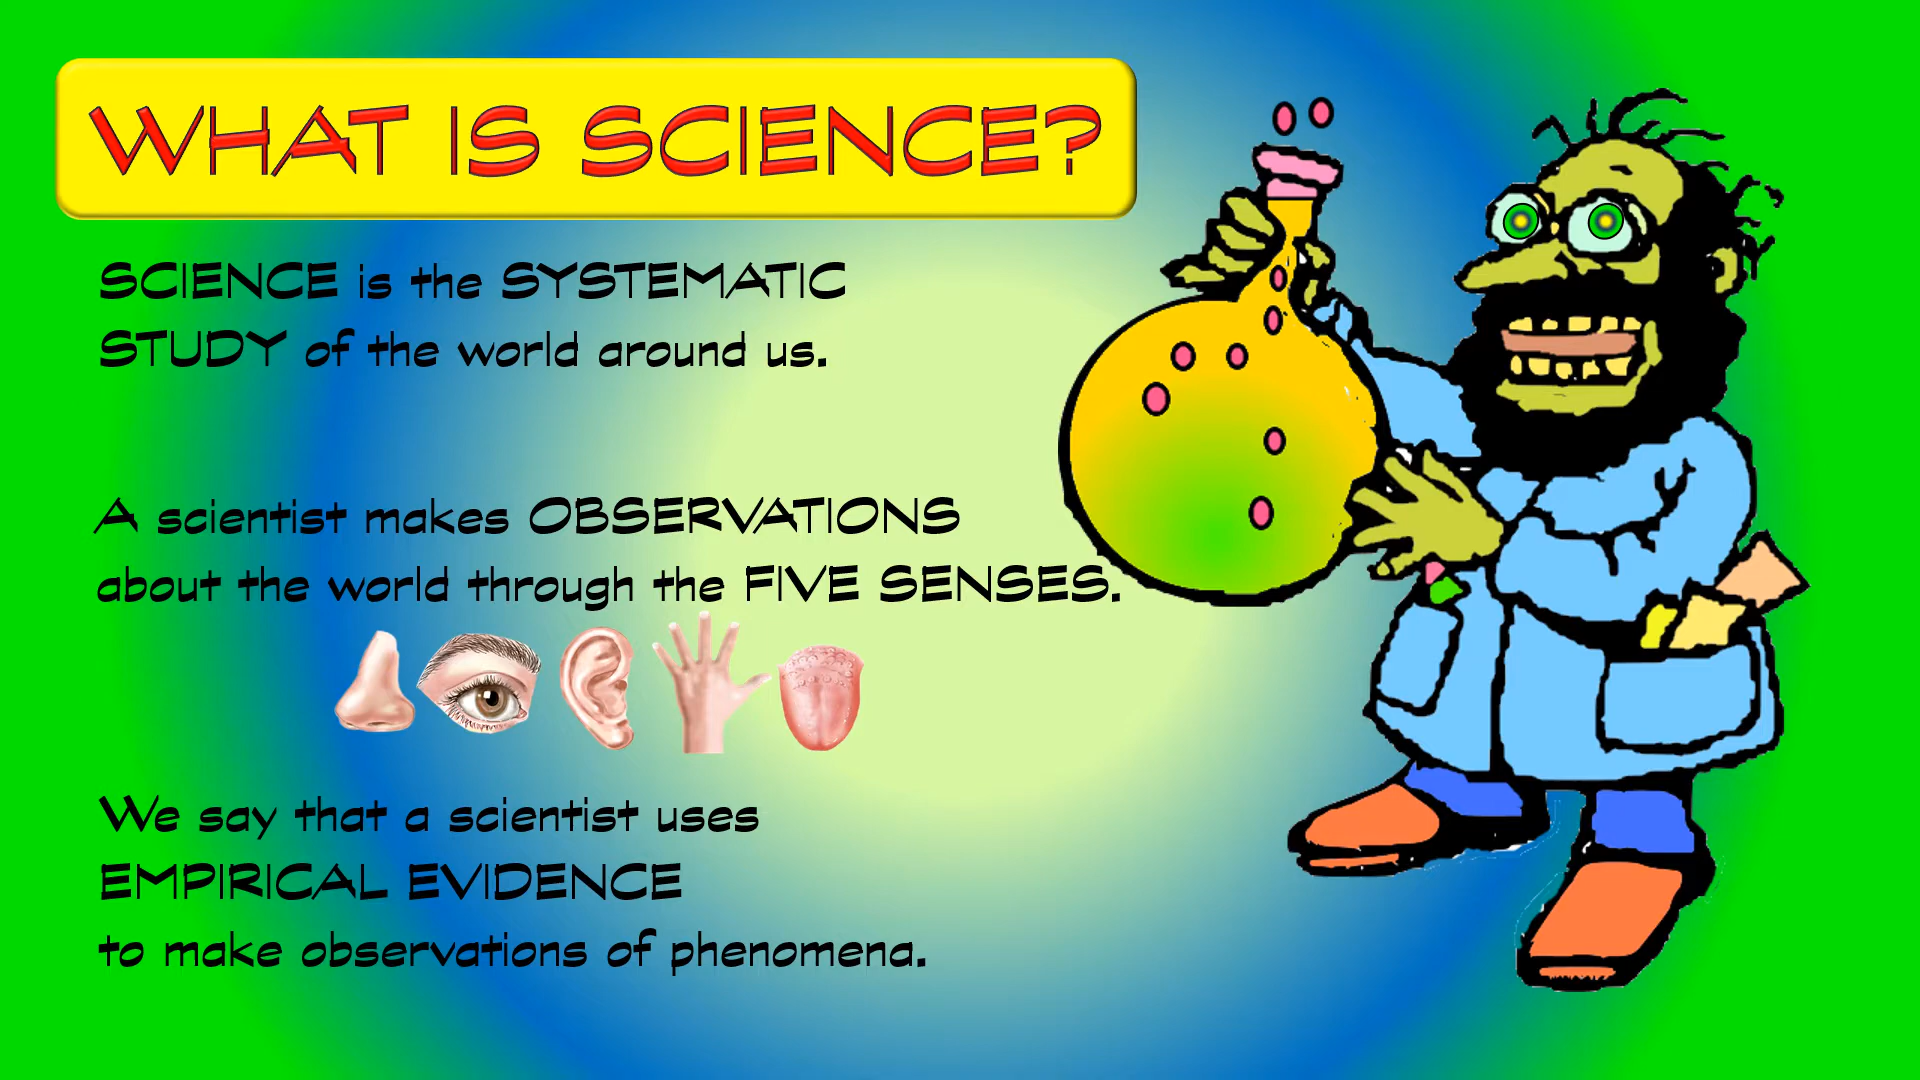 WHAT IS SCIENCE?
SCIENCE is the SYSTEMATIC
STUDY of the world around us.
A scientist makes OBSERVATIONS
about the world through the FIVE SENSES.
We say that a scientist uses
EMPIRICAL EVIDENCE
to make observations of phenomena.